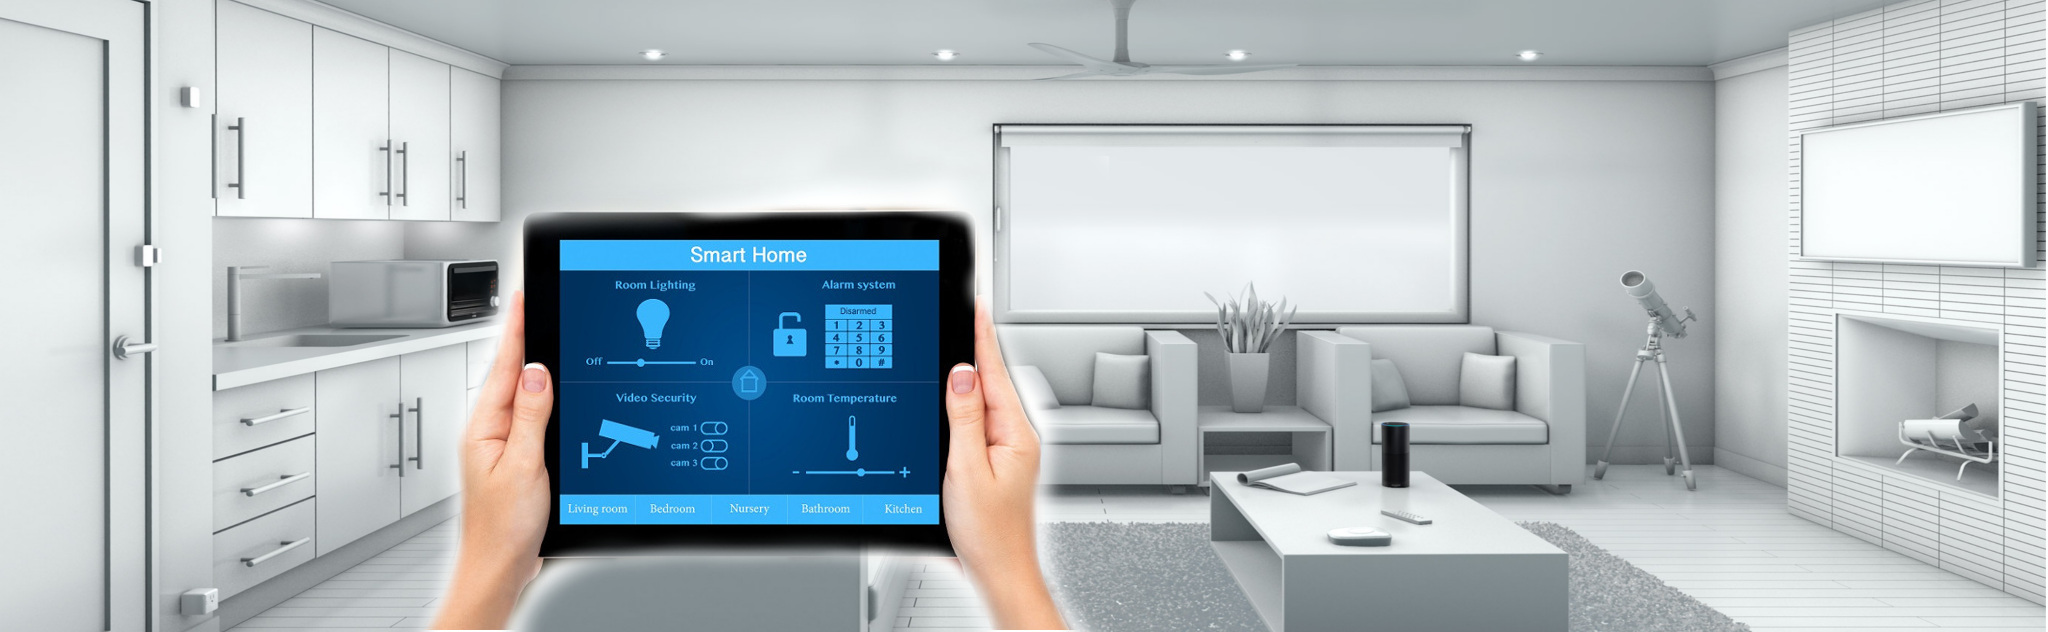 Smart Home
Room Lighting
Off On
Alarm system
Disarmed
1 2 3
4 5 6
7 8 9
* 0 #
Video Security
cam 1
cam 2
cam 3
Room Temperature
- +
Living room Bedroom Nursery Bathroom Kitchen